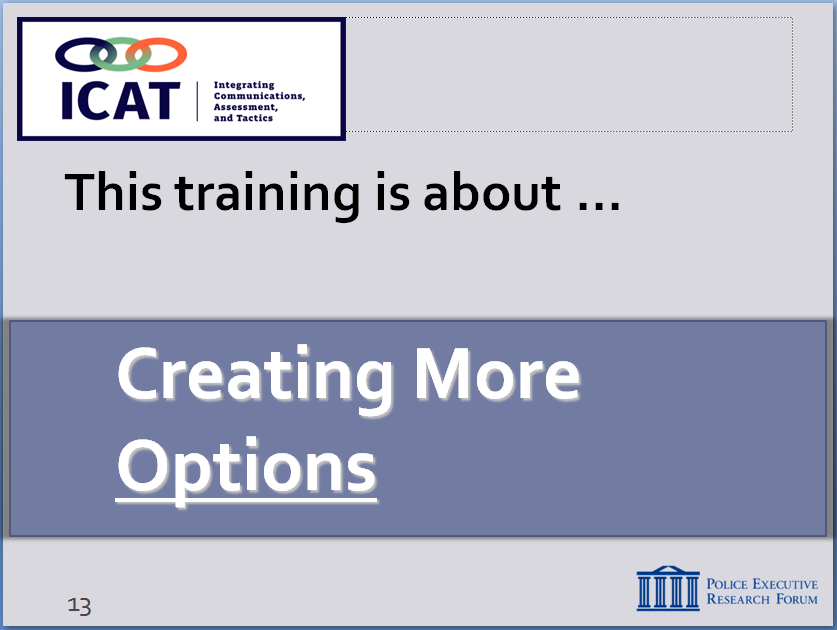 ICAT
Integrating
Communications,
Assessment,
and Tactics
This training is about ...
Creating More
Options
13
POLICE EXECUTIVE
RESEARCH FORUM